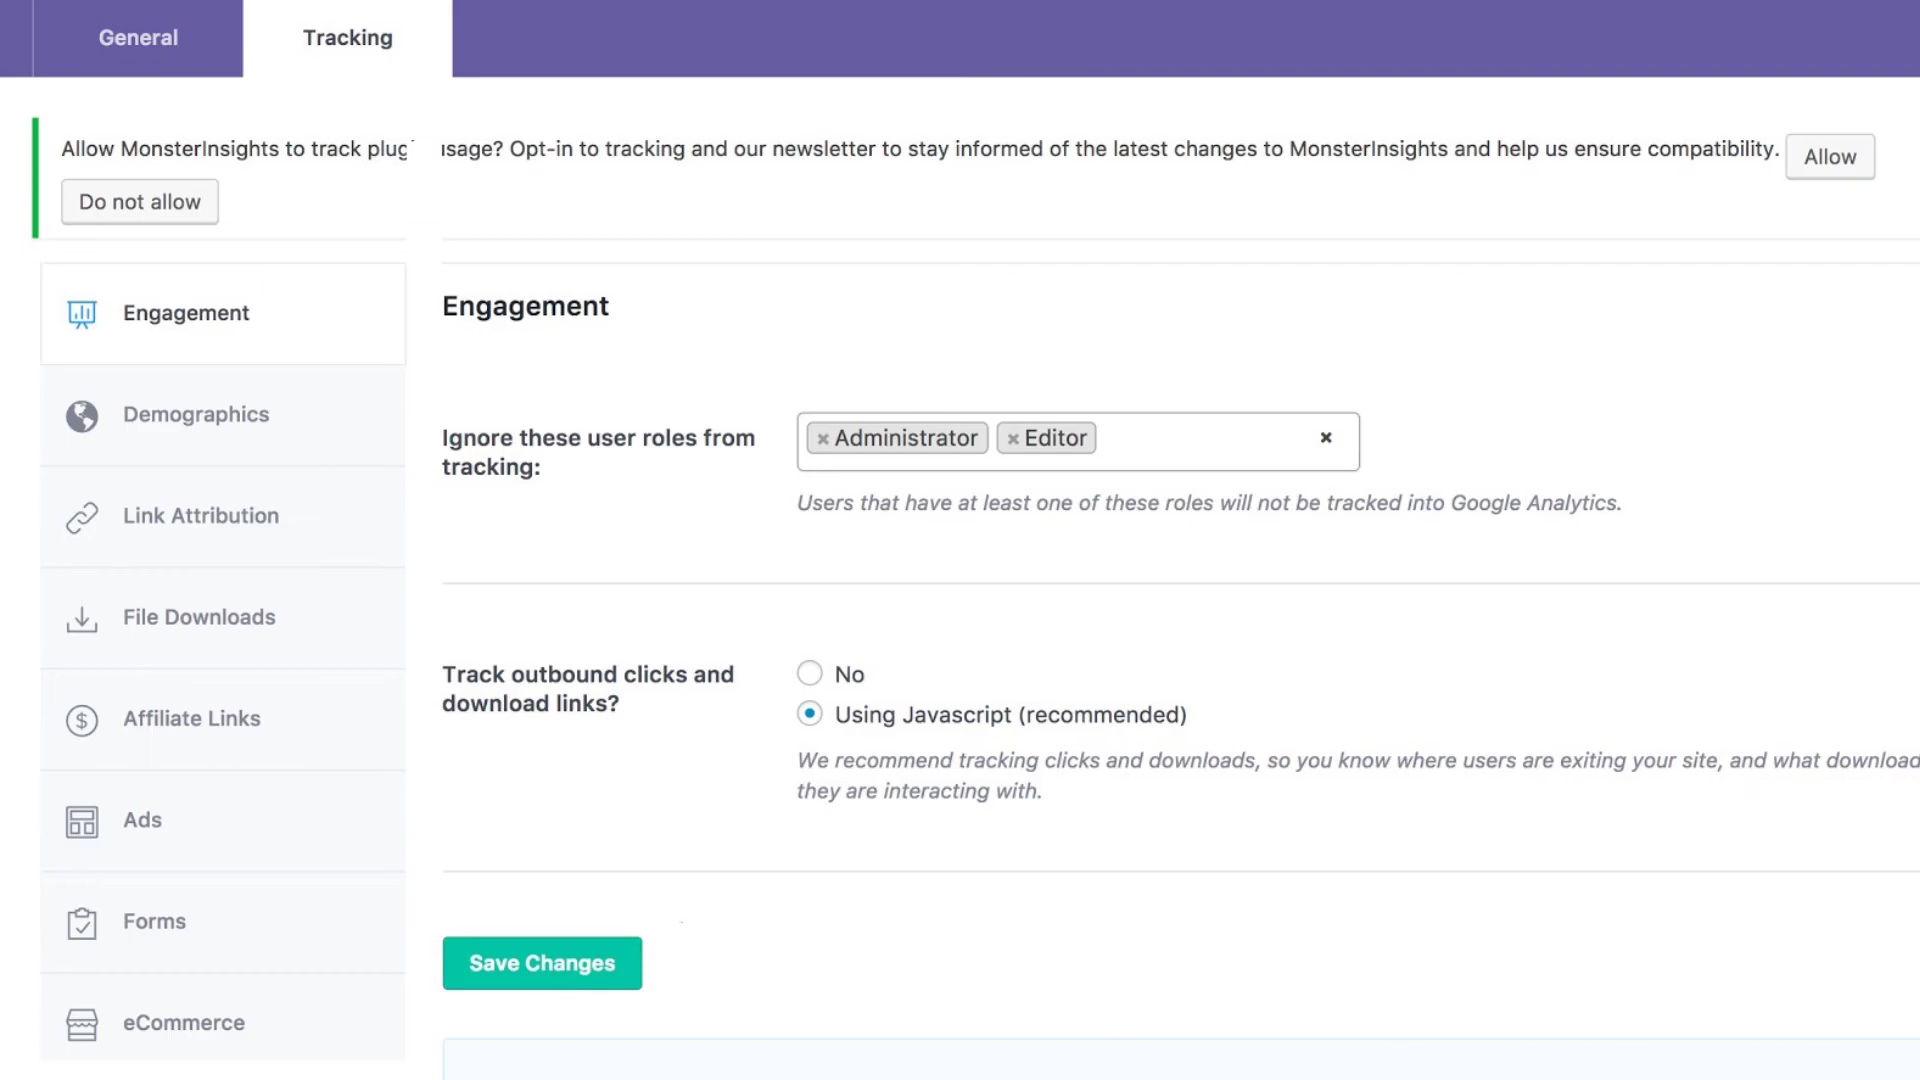 General
Tracking
Allow MonsterInsights to track usage? Opt-in to tracking and our newsletter to stay informed of the latest changes to MonsterInsights and help us ensure compatibility. Allow
Do not allow
Engagement
Demographics
Link Attribution
File Downloads
Affiliate Links
Ads
Forms
eCommerce
Engagement
Ignore these user roles from
tracking:
× Administrator × Editor ×
Users that have at least one of these roles will not be tracked into Google Analytics.
Track outbound clicks and
download links?
No
Using Javascript (recommended)
We recommend tracking clicks and downloads, so you know where users are exiting your site, and what download
they are interacting with.
Save Changes